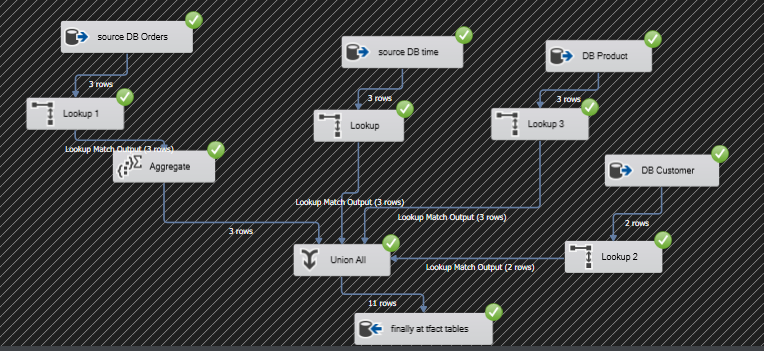 source DB Orders
source DB time
DB Product
3 rows
3 rows
3 rows
Lookup 1
Lookup
Lookup 3
Lookup Match Output (3 rows)
Aggregate
DB Customer
Lookup Match Output (3 rows)
Lookup Match Output (3 rows)
2 rows
3 rows
Union All
Lookup Match Output (2 rows)
Lookup 2
11 rows
finally at tfact tables